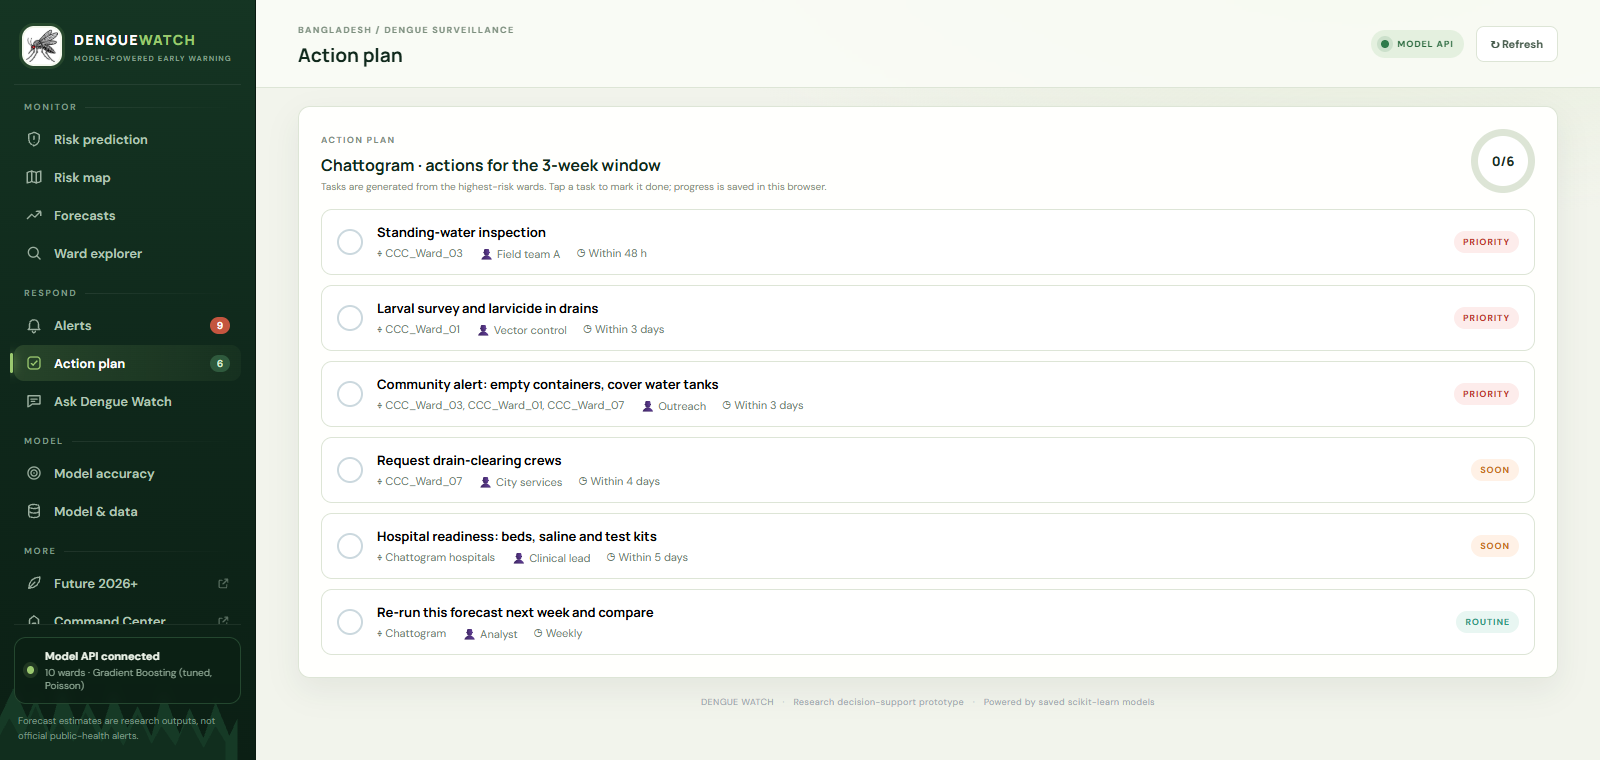 DENGUEWATCH
MODEL-POWERED EARLY WARNING
MONITOR
Risk prediction
Risk map
Forecasts
Ward explorer
RESPOND
Alerts 9
Action plan 6
Ask Dengue Watch
MODEL
Model accuracy
Model & data
MORE
Future 2026+
Command Center
Model API connected
10 wards · Gradient Boosting (tuned,
Poisson)
Forecast estimates are research outputs, not
official public-health alerts.
BANGLADESH / DENGUE SURVEILLANCE
Action plan
MODEL API
↻ Refresh
ACTION PLAN
Chattogram · actions for the 3-week window
Tasks are generated from the highest-risk wards. Tap a task to mark it done; progress is saved in this browser.
0/6
Standing-water inspection
CCC_Ward_03 Field team A Within 48 h
PRIORITY
Larval survey and larvicide in drains
CCC_Ward_01 Vector control Within 3 days
PRIORITY
Community alert: empty containers, cover water tanks
CCC_Ward_03, CCC_Ward_01, CCC_Ward_07 Outreach Within 3 days
PRIORITY
Request drain-clearing crews
CCC_Ward_07 City services Within 4 days
SOON
Hospital readiness: beds, saline and test kits
Chattogram hospitals Clinical lead Within 5 days
SOON
Re-run this forecast next week and compare
Chattogram Analyst Weekly
ROUTINE
DENGUE WATCH · Research decision-support prototype · Powered by saved scikit-learn models